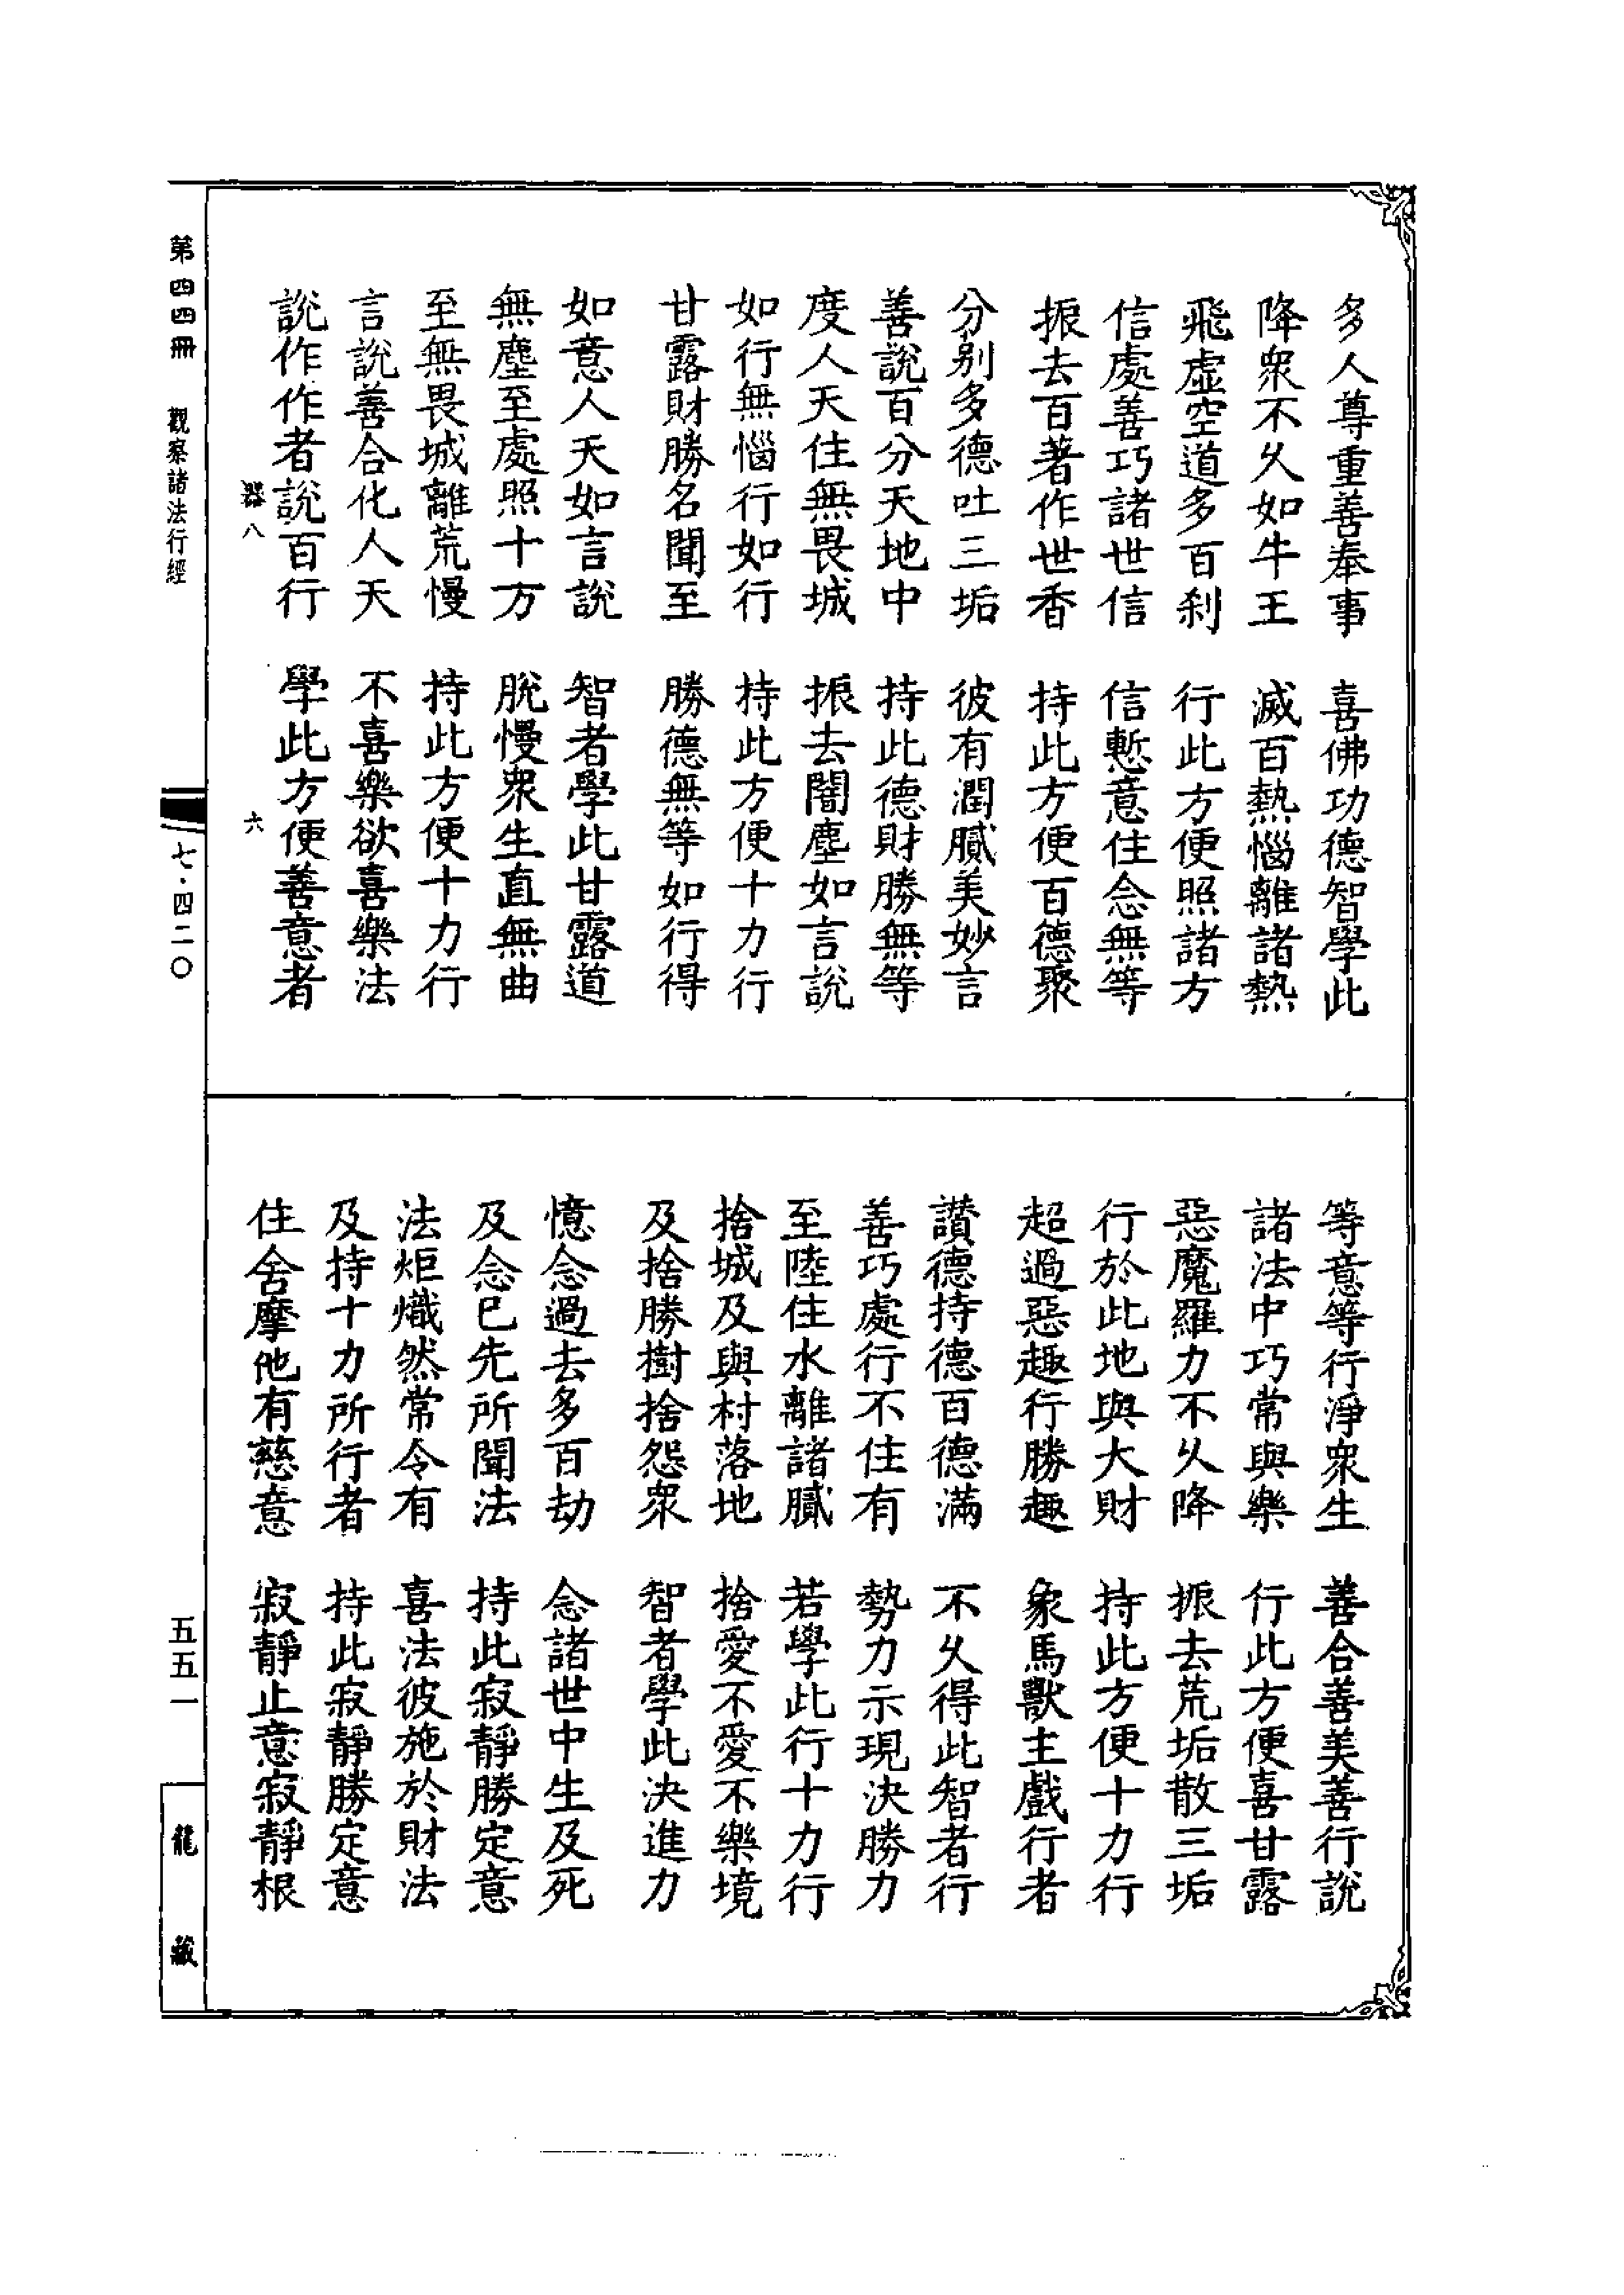 多人尊重善奉事　喜佛功德智學此
降衆不久如牛王　滅百熱惱離諸熱
飛虛空道多百刹　行此方便照諸方
信處善巧諸世信　信慙意住念無等
振去百著作世香　持此方便百德聚
分別多德吐三垢　彼有潤膩美妙言
善說百分天地中　持此德財勝無等
度人天住無畏城　振去闇塵如言說
如行無惱行如行　持此方便十力行
甘露財勝名聞至　勝德無等如行得
如意人天如言說　智者學此甘露道
無塵至處照十方　脫慢衆生直無曲
至無畏城離荒慢　持此方便十力行
言說善合化人天　不喜樂欲喜樂法
說作作者說百行　學此方便善意者
器八　六
等意等行淨衆生　善合善美善行說
諸法中巧常與樂　行此方便喜甘露
惡魔羅力不久降　振去荒垢散三垢
行於此地與大財　持此方便十力行
超過惡趣行勝趣　象馬獸主戲行者
讚德持德百德滿　不久得此智者行
善巧處行不住有　勢力示現決勝力
至陸住水離諸膩　若學此行十力行
捨城及與村落地　捨愛不愛不樂境
及捨勝樹捨怨衆　智者學此決進力
憶念過去多百劫　念諸世中生及死
及念已先所聞法　持此寂靜勝定意
法炬熾然常令有　喜法彼施於財法
及持十力所行者　持此寂靜勝定意
住舍摩他有慈意　寂靜止意寂靜根
第四四冊　觀察諸法行經　七·四二〇　五五一　龍藏